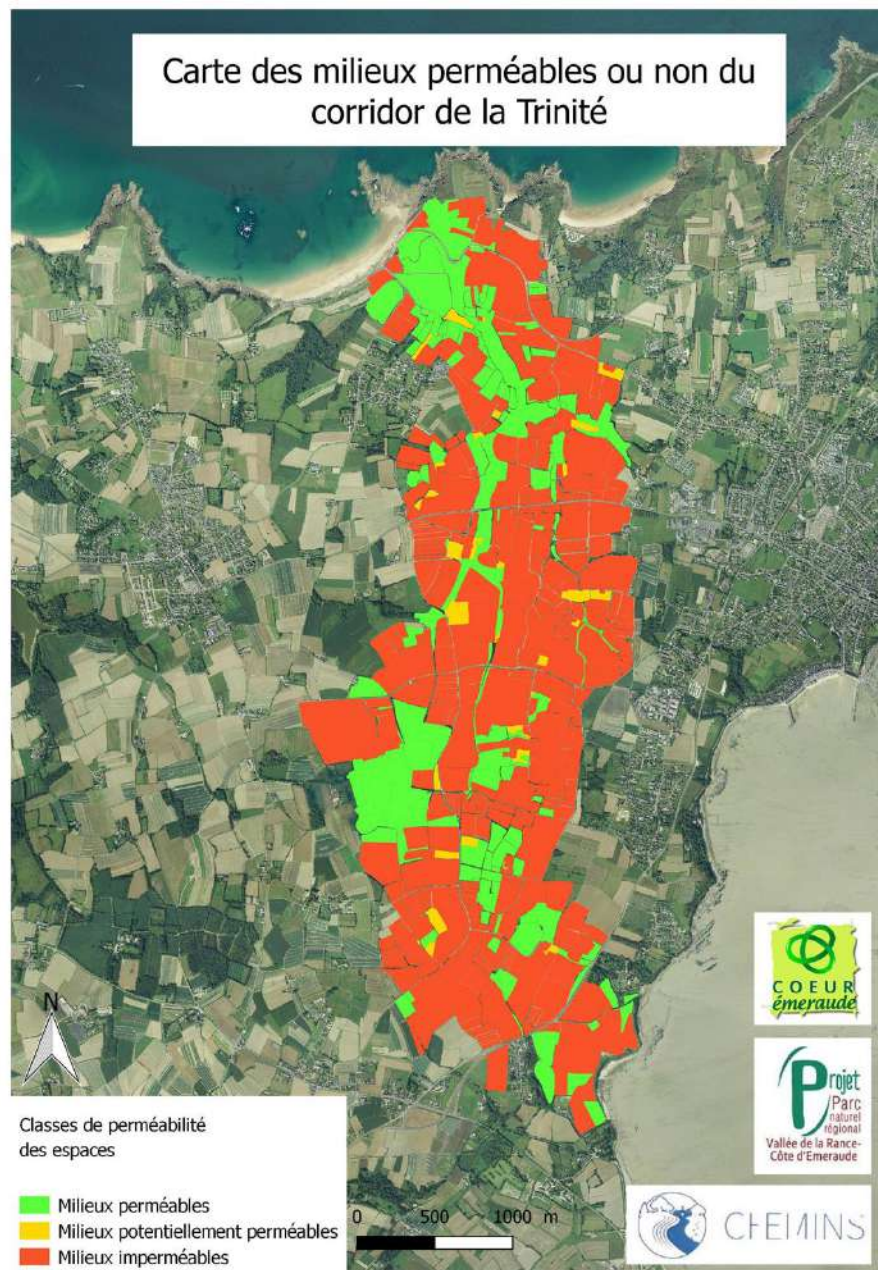 Carte des milieux perméables ou non du
corridor de la Trinité
COEUR
émeraude
Projet
Parc
naturel
régional
Vallée de la Rance-
Côte d'Emeraude
CHEMINS
N
Classes de perméabilité
des espaces
Milieux perméables
Milieux potentiellement perméables
Milieux imperméables
0 500 1000 m